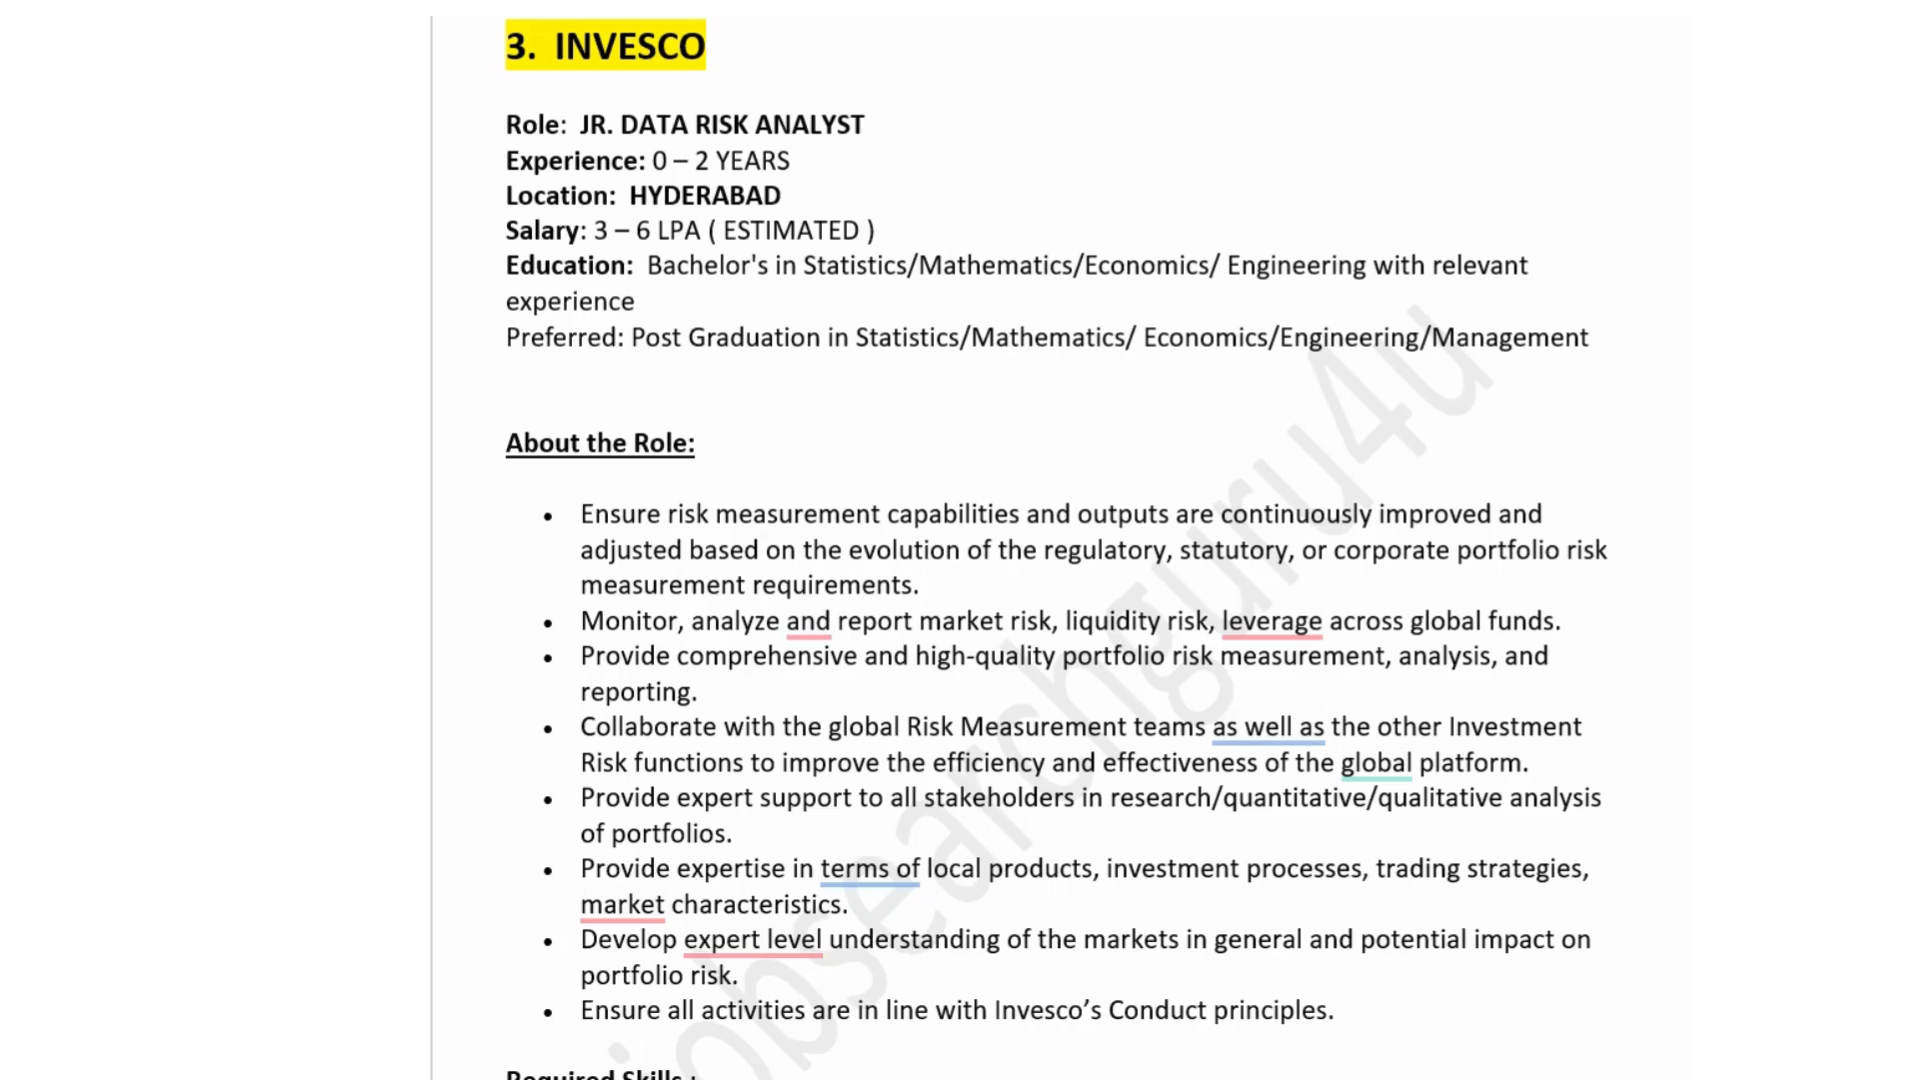 3. INVESCO
Role: JR. DATA RISK ANALYST
Experience: 0 – 2 YEARS
Location: HYDERABAD
Salary: 3 – 6 LPA ( ESTIMATED )
Education: Bachelor's in Statistics/Mathematics/Economics/ Engineering with relevant
experience
Preferred: Post Graduation in Statistics/Mathematics/ Economics/Engineering/Management
About the Role:
• Ensure risk measurement capabilities and outputs are continuously improved and
adjusted based on the evolution of the regulatory, statutory, or corporate portfolio risk
measurement requirements.
• Monitor, analyze and report market risk, liquidity risk, leverage across global funds.
• Provide comprehensive and high-quality portfolio risk measurement, analysis, and
reporting.
• Collaborate with the global Risk Measurement teams as well as the other Investment
Risk functions to improve the efficiency and effectiveness of the global platform.
• Provide expert support to all stakeholders in research/quantitative/qualitative analysis
of portfolios.
• Provide expertise in terms of local products, investment processes, trading strategies,
market characteristics.
• Develop expert level understanding of the markets in general and potential impact on
portfolio risk.
• Ensure all activities are in line with Invesco’s Conduct principles.
Required Skills :
jobsearchguru4u